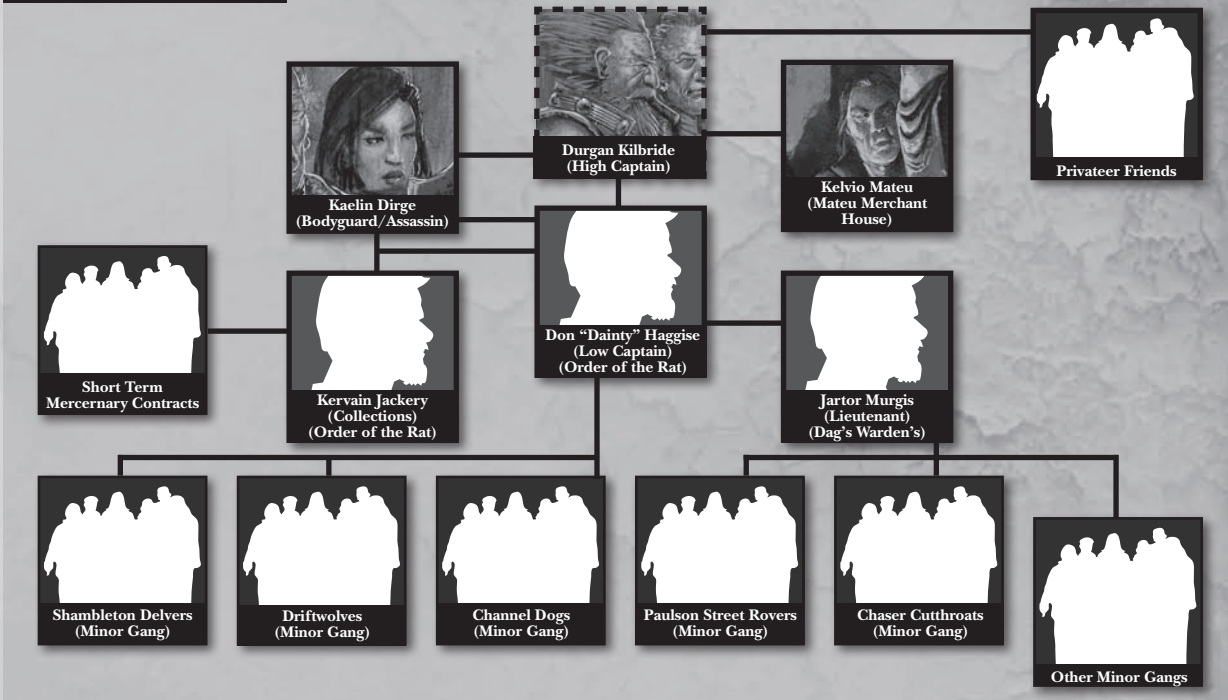 Durgan Kilbride
(High Captain)
Privateer Friends
Kelvio Mateu
(Mateu Merchant
House)
Kaelin Dirge
(Bodyguard/Assassin)
Don “Dainty” Haggise
(Low Captain)
(Order of the Rat)
Short Term
Mercernary Contracts
Kervain Jackery
(Collections)
(Order of the Rat)
Jartor Murgis
(Lieutenant)
(Dag’s Warden’s)
Shambleton Delvers
(Minor Gang)
Driftwolves
(Minor Gang)
Channel Dogs
(Minor Gang)
Paulson Street Rovers
(Minor Gang)
Chaser Cutthroats
(Minor Gang)
Other Minor Gangs